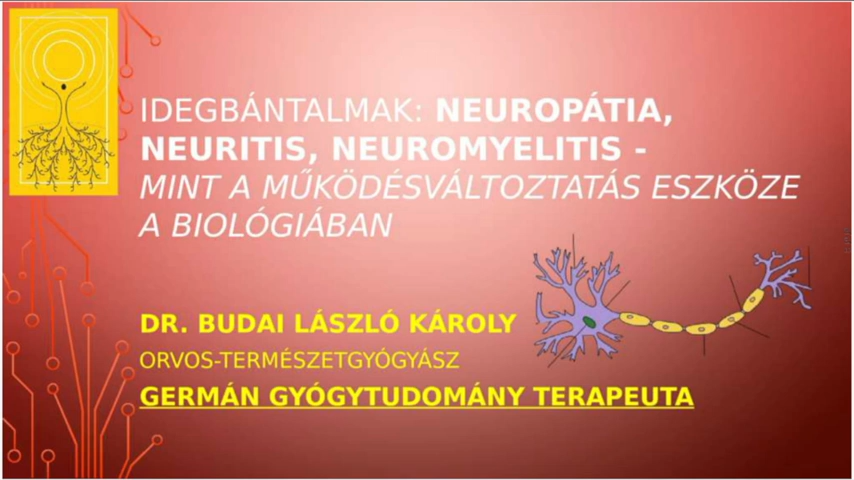 IDEGBÁNTALMAK: NEUROPÁTIA,
NEURITIS, NEUROMYELITIS -
MINT A MŰKÖDÉSVÁLTOZTATÁS ESZKÖZE
A BIOLÓGIÁBAN
DR. BUDAI LÁSZLÓ KÁROLY
ORVOS-TERMÉSZETGYÓGYÁSZ
GERMÁN GYÓGYTUDOMÁNY TERAPEUTA